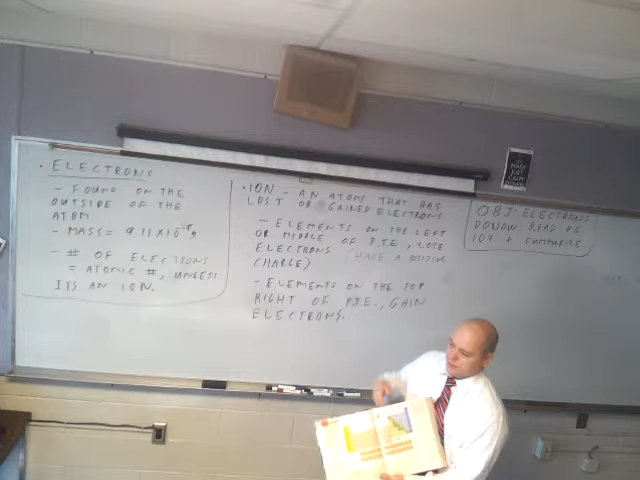 • ELECTRONS
- FOUND ON THE
OUTSIDE OF THE
ATOM
- MASS = 9.11X10⁻²⁸g
- # OF ELECTRONS
= ATOMIC #, UNLESS
ITS AN ION.
• ION - AN ATOMS THAT HAS
LOST OR GAINED ELECTRONS
- ELEMENTS ON THE LEFT
OR MIDDLE OF P.T.E, LOSE
ELECTRONS (HAVE A POSITIVE
CHARGE)
- ELEMENTS ON THE TOP
RIGHT OF P.T.E., GAIN
ELECTRONS.
OBJ: ELECTRONS
DONOW READ PG
104 + SUMMARIZE